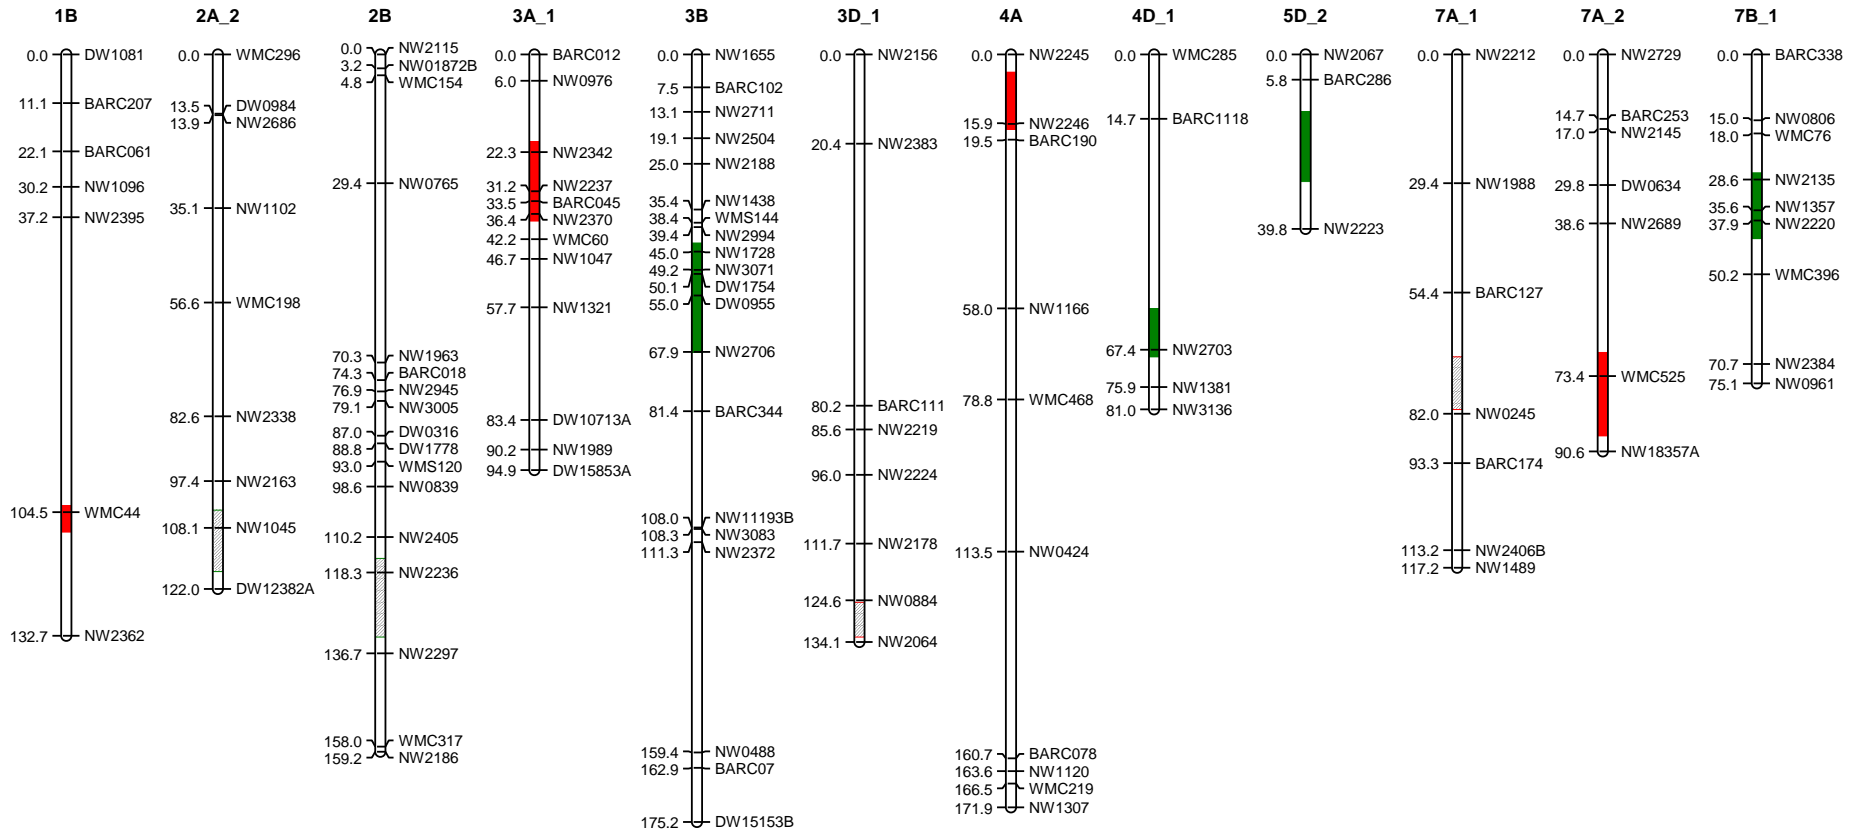 1B
0.0 DW1081
11.1 BARC207
22.1 BARC061
30.2 NW1096
37.2 NW2395
104.5 WMC44
132.7 NW2362
2A_2
0.0 WMC296
13.5 DW0984
13.9 NW2686
35.1 NW1102
56.6 WMC198
82.6 NW2338
97.4 NW2163
108.1 NW1045
122.0 DW12382A
2B
0.0 NW2115
3.2 NW01872B
4.8 WMC154
29.4 NW0765
70.3 NW1963
74.3 BARC018
76.9 NW2945
79.1 NW3005
87.0 DW0316
88.8 DW1778
93.0 WMS120
98.6 NW0839
110.2 NW2405
118.3 NW2236
136.7 NW2297
158.0 WMC317
159.2 NW2186
3A_1
0.0 BARC012
6.0 NW0976
22.3 NW2342
31.2 NW2237
33.5 BARC045
36.4 NW2370
42.2 WMC60
46.7 NW1047
57.7 NW1321
83.4 DW10713A
90.2 NW1989
94.9 DW15853A
3B
0.0 NW1655
7.5 BARC102
13.1 NW2711
19.1 NW2504
25.0 NW2188
35.4 NW1438
38.4 WMS144
39.4 NW2994
45.0 NW1728
49.2 NW3071
50.1 DW1754
55.0 DW0955
67.9 NW2706
81.4 BARC344
108.0 NW11193B
108.3 NW3083
111.3 NW2372
159.4 NW0488
162.9 BARC07
175.2 DW15153B
3D_1
0.0 NW2156
20.4 NW2383
80.2 BARC111
85.6 NW2219
96.0 NW2224
111.7 NW2178
124.6 NW0884
134.1 NW2064
4A
0.0 NW2245
15.9 NW2246
19.5 BARC190
58.0 NW1166
78.8 WMC468
113.5 NW0424
160.7 BARC078
163.6 NW1120
166.5 WMC219
171.9 NW1307
4D_1
0.0 WMC285
14.7 BARC1118
67.4 NW2703
75.9 NW1381
81.0 NW3136
5D_2
0.0 NW2067
5.8 BARC286
39.8 NW2223
7A_1
0.0 NW2212
29.4 NW1988
54.4 BARC127
82.0 NW0245
93.3 BARC174
113.2 NW2406B
117.2 NW1489
7A_2
0.0 NW2729
14.7 BARC253
17.0 NW2145
29.8 DW0634
38.6 NW2689
73.4 WMC525
90.6 NW18357A
7B_1
0.0 BARC338
15.0 NW0806
18.0 WMC76
28.6 NW2135
35.6 NW1357
37.9 NW2220
50.2 WMC396
70.7 NW2384
75.1 NW0961